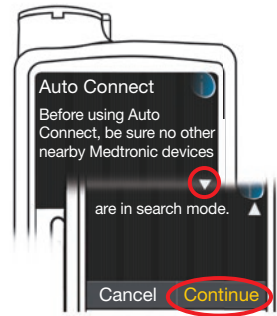 Auto Connect
Before using Auto
Connect, be sure no other
nearby Medtronic devices
are in search mode.
Cancel
Continue